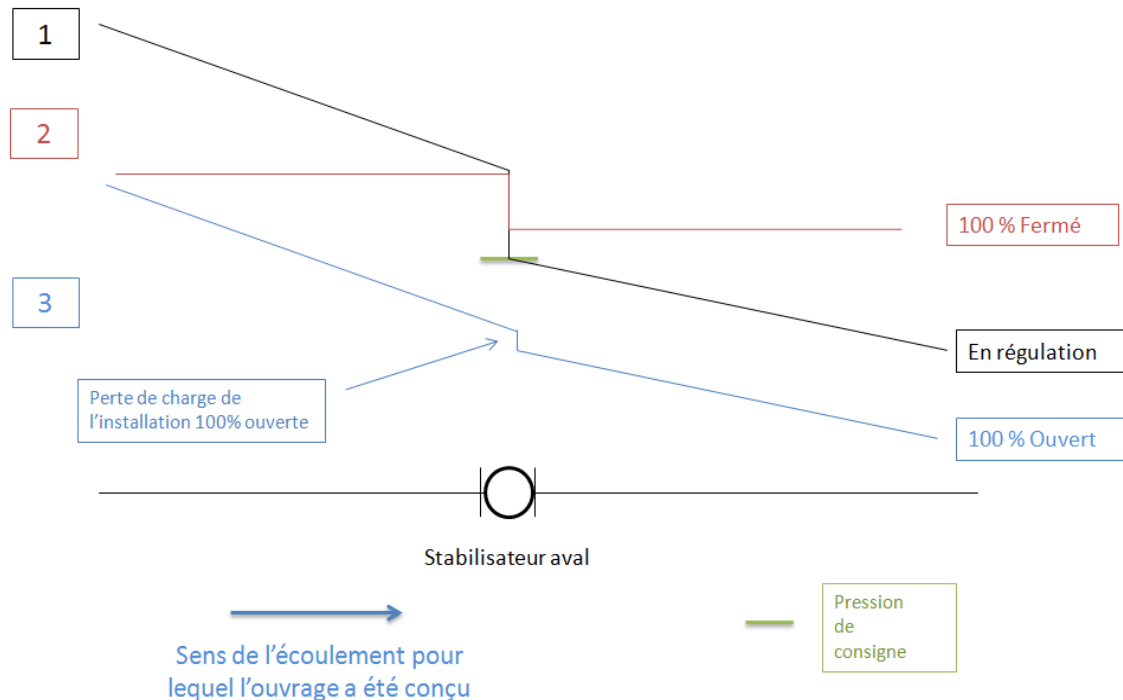 1
2
100 % Fermé
3
En régulation
Perte de charge de
l’installation 100% ouverte
100 % Ouvert
Stabilisateur aval
Pression
de
consigne
Sens de l’écoulement pour
lequel l’ouvrage a été conçu